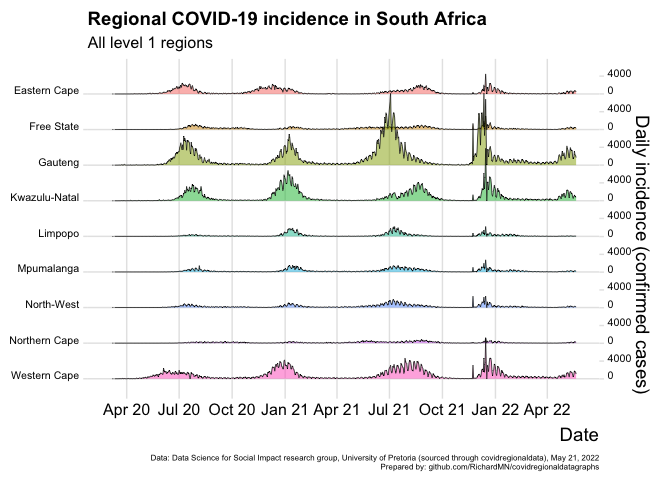 Regional COVID-19 incidence in South Africa
All level 1 regions
Eastern Cape
4000
0
Free State
4000
0
Gauteng
4000
0
Kwazulu-Natal
4000
0
Limpopo
4000
0
Mpumalanga
4000
0
North-West
4000
0
Northern Cape
4000
0
Western Cape
4000
0
Daily incidence (confirmed cases)
Apr 20 Jul 20 Oct 20 Jan 21 Apr 21 Jul 21 Oct 21 Jan 22 Apr 22
Date
Data: Data Science for Social Impact research group, University of Pretoria (sourced through covidregionaldata), May 21, 2022
Prepared by: github.com/RichardMN/covidregionaldatagraphs